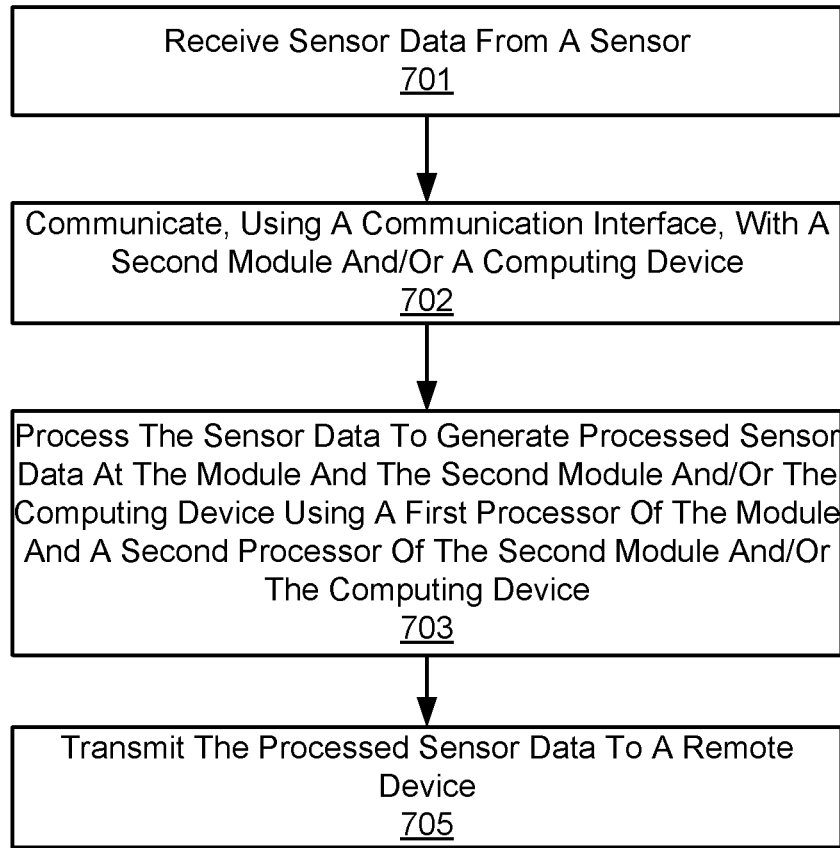 Receive Sensor Data From A Sensor
701
Communicate, Using A Communication Interface, With A
Second Module And/Or A Computing Device
702
Process The Sensor Data To Generate Processed Sensor
Data At The Module And The Second Module And/Or The
Computing Device Using A First Processor Of The Module
And A Second Processor Of The Second Module And/Or
The Computing Device
703
Transmit The Processed Sensor Data To A Remote
Device
705